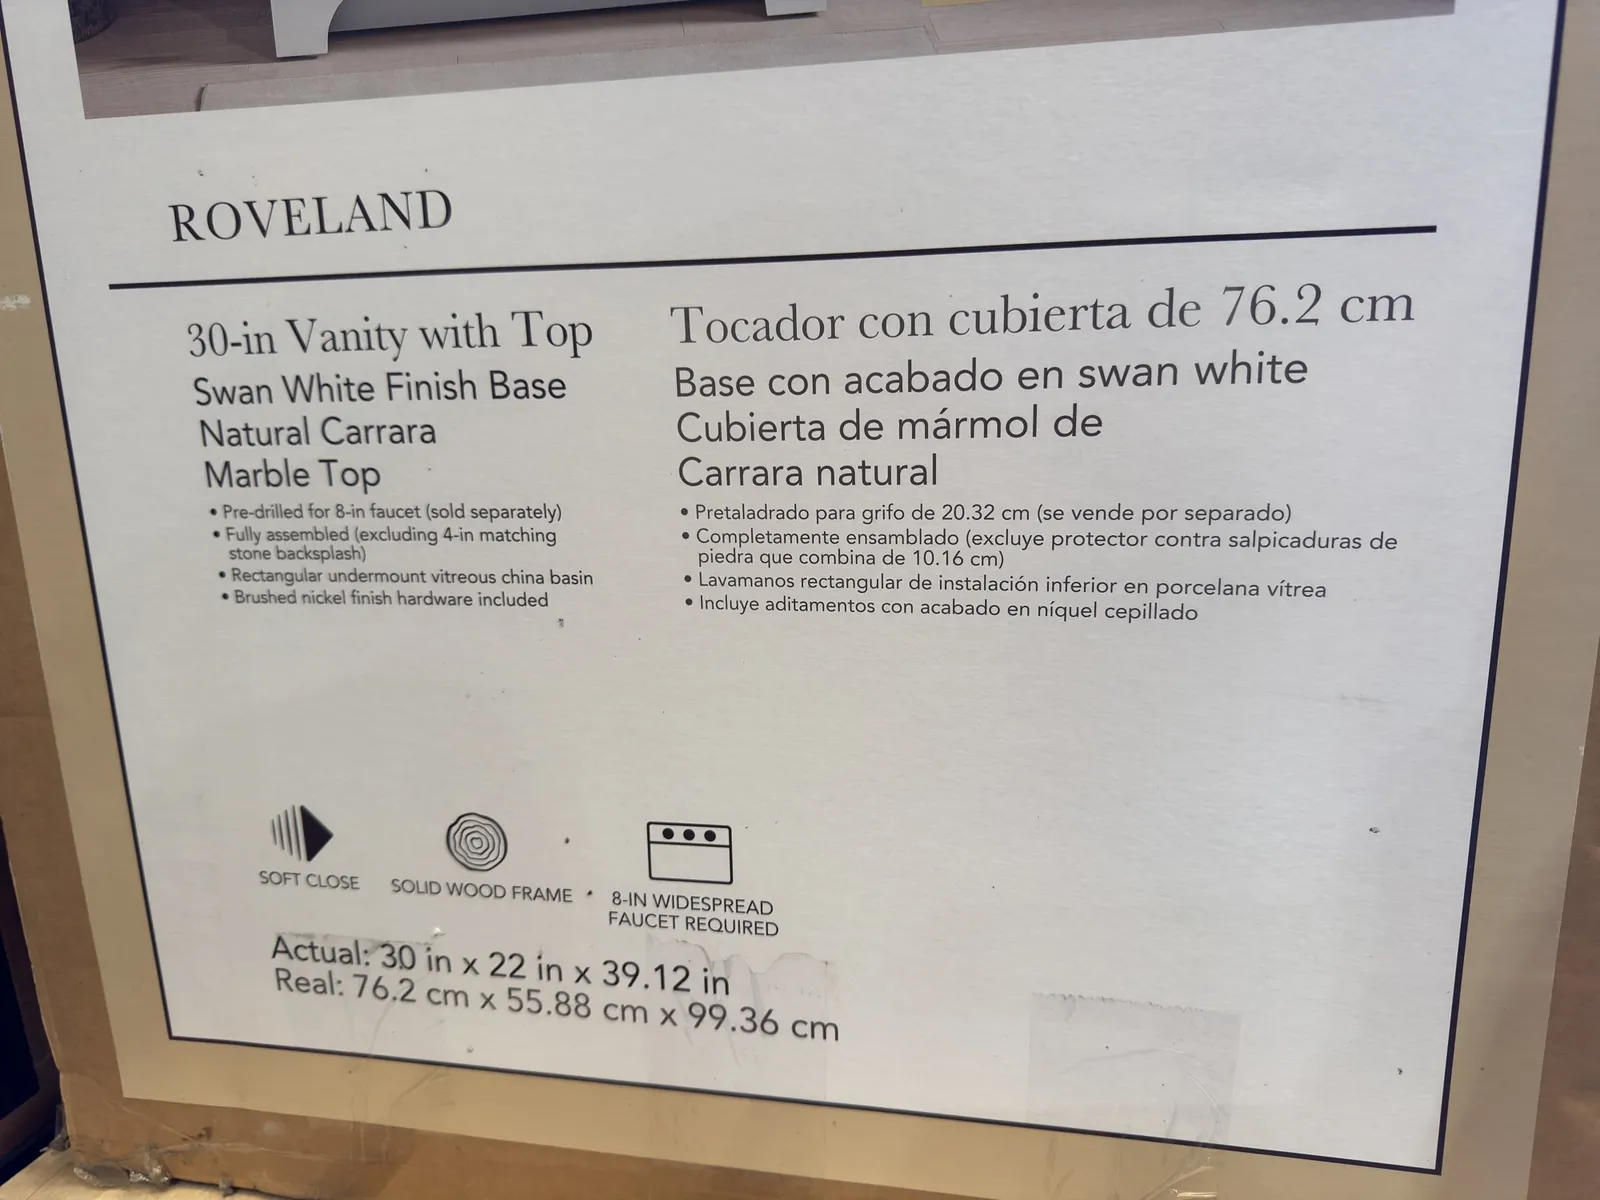 ROVELAND
30-in Vanity with Top
Swan White Finish Base
Natural Carrara
Marble Top
• Pre-drilled for 8-in faucet (sold separately)
• Fully assembled (excluding 4-in matching
stone backsplash)
• Rectangular undermount vitreous china basin
• Brushed nickel finish hardware included
Tocador con cubierta de 76.2 cm
Base con acabado en swan white
Cubierta de mármol de
Carrara natural
• Pretaladrado para grifo de 20.32 cm (se vende por separado)
• Completamente ensamblado (excluye protector contra salpicaduras de
piedra que combina de 10.16 cm)
• Lavamanos rectangular de instalación inferior en porcelana vítrea
• Incluye aditamentos con acabado en níquel cepillado
SOFT CLOSE
SOLID WOOD FRAME
8-IN WIDESPREAD
FAUCET REQUIRED
Actual: 30 in x 22 in x 39.12 in
Real: 76.2 cm x 55.88 cm x 99.36 cm